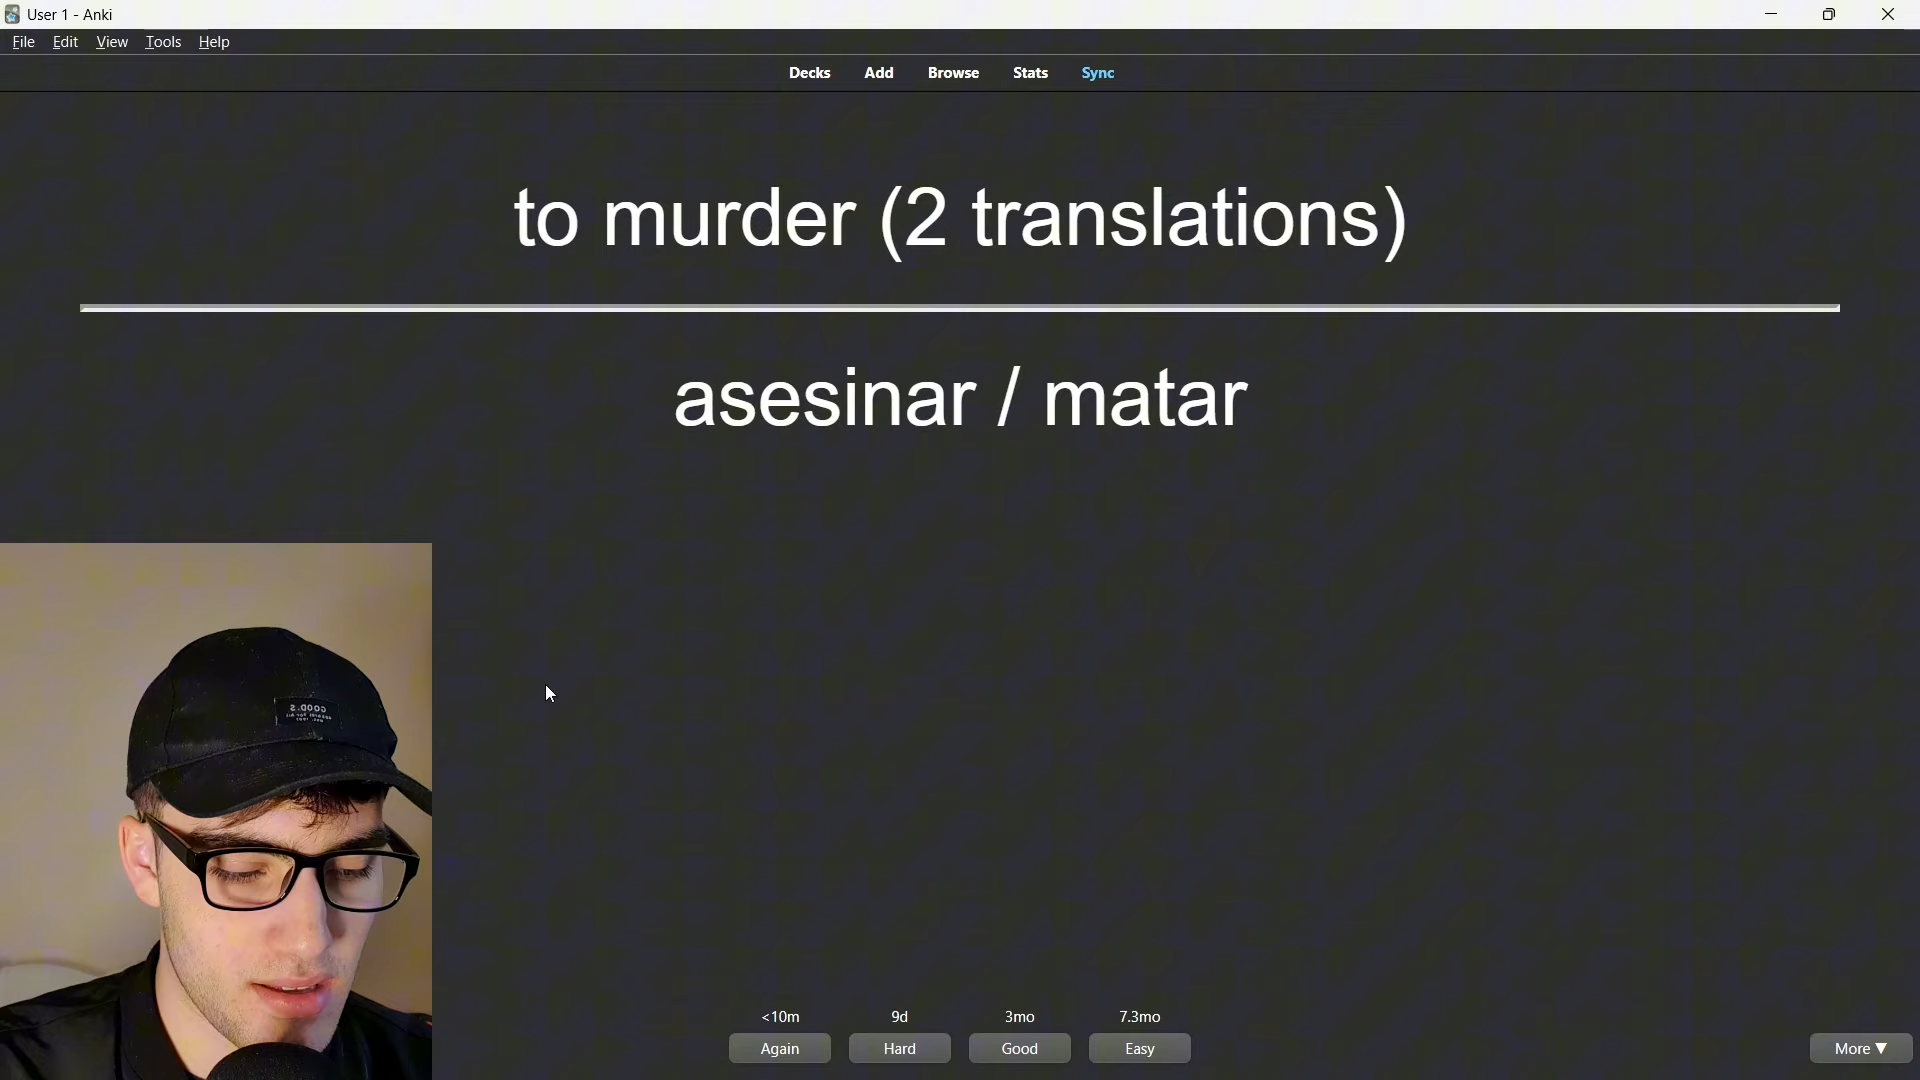 User 1 - Anki
File Edit View Tools Help
Decks Add Browse Stats Sync
to murder (2 translations)
asesinar / matar
GOOD.S
<10m 9d 3mo 7.3mo
Again Hard Good Easy
More ▼